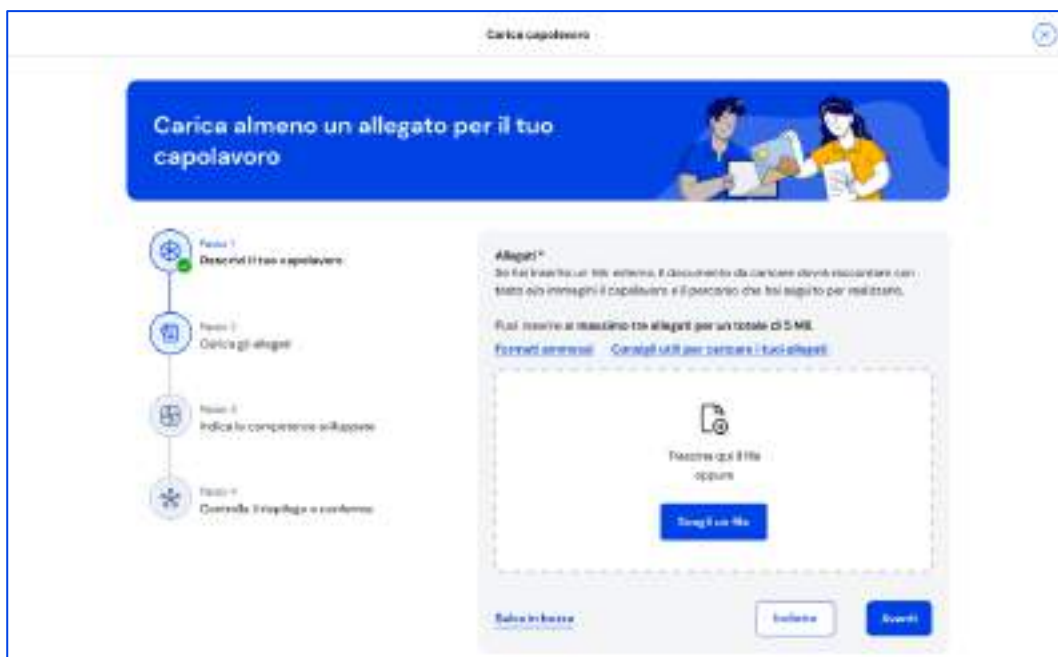 Carica capolavoro
Carica almeno un allegato per il tuo
capolavoro
Passo 1
Descrivi il tuo capolavoro
Passo 2
Carica gli allegati
Passo 3
Indica le competenze sviluppate
Passo 4
Controlla il riepilogo e conferma
Allegati*
Se hai inserito un link esterno, il documento da caricare dovrà raccontare con
testo e/o immagini il capolavoro e il percorso che hai seguito per realizzarlo.
Puoi inserire al massimo tre allegati per un totale di 5 MB.
Formati ammessi Consigli utili per caricare i tuoi allegati
Trascina qui il file
oppure
Scegli un file
Salva in bozza
Indietro
Avanti